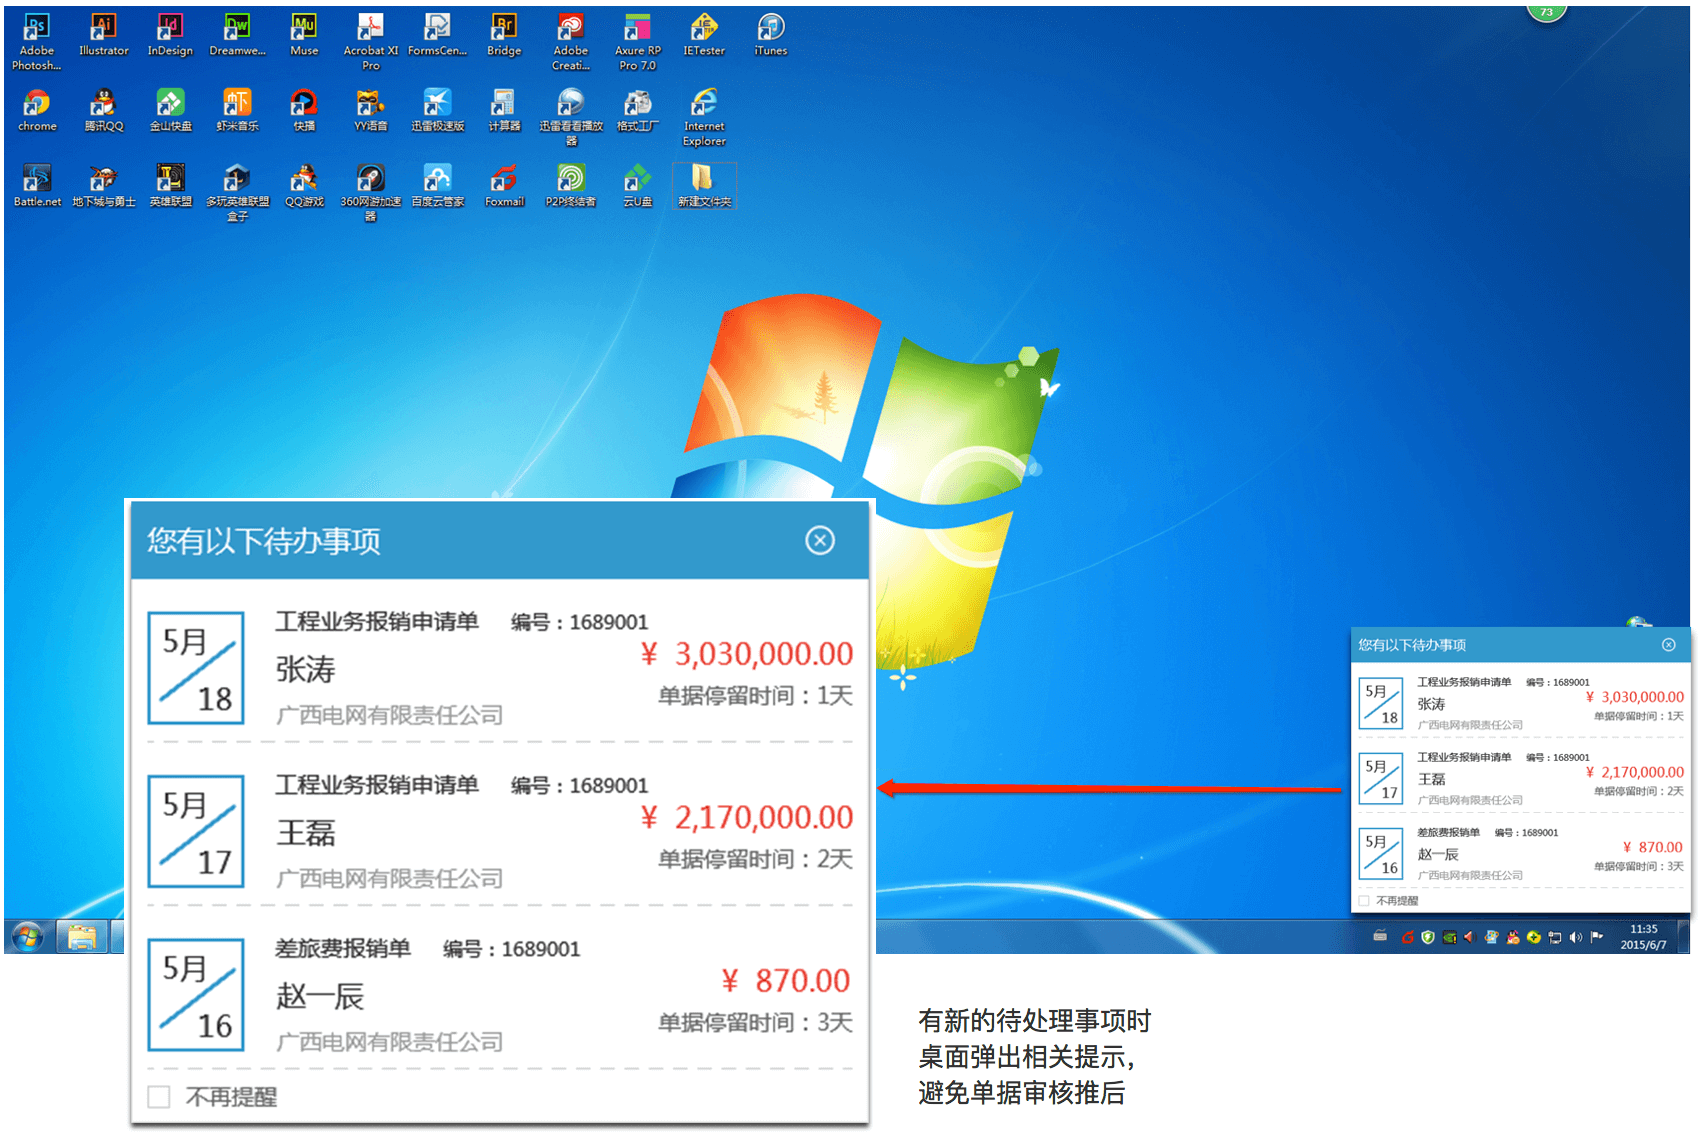 73
Adobe Photosh...
Illustrator
InDesign
Dreamwe...
Muse
Acrobat XI Pro
FormsCen...
Bridge
Adobe Creati...
Axure RP Pro 7.0
IETester
iTunes
chrome
腾讯QQ
金山快盘
虾米音乐
快播
YY语音
迅雷极速版
计算器
迅雷看看播放器
格式工厂
Internet Explorer
Battle.net
地下城与勇士
英雄联盟
多玩英雄联盟盒子
QQ游戏
360网游加速器
百度云管家
Foxmail
P2P终结者
云U盘
新建文件夹
您有以下待办事项
5月
18
工程业务报销申请单 编号：1689001
¥ 3,030,000.00
张涛
单据停留时间：1天
广西电网有限责任公司
5月
17
工程业务报销申请单 编号：1689001
¥ 2,170,000.00
王磊
单据停留时间：2天
广西电网有限责任公司
5月
16
差旅费报销单 编号：1689001
¥ 870.00
赵一辰
单据停留时间：3天
广西电网有限责任公司
不再提醒
您有以下待办事项
5月
18
工程业务报销申请单 编号：1689001
¥ 3,030,000.00
张涛
单据停留时间：1天
广西电网有限责任公司
5月
17
工程业务报销申请单 编号：1689001
¥ 2,170,000.00
王磊
单据停留时间：2天
广西电网有限责任公司
5月
16
差旅费报销单 编号：1689001
¥ 870.00
赵一辰
单据停留时间：3天
广西电网有限责任公司
不再提醒
11:35
2015/6/7
有新的待处理事项时
桌面弹出相关提示，
避免单据审核推后